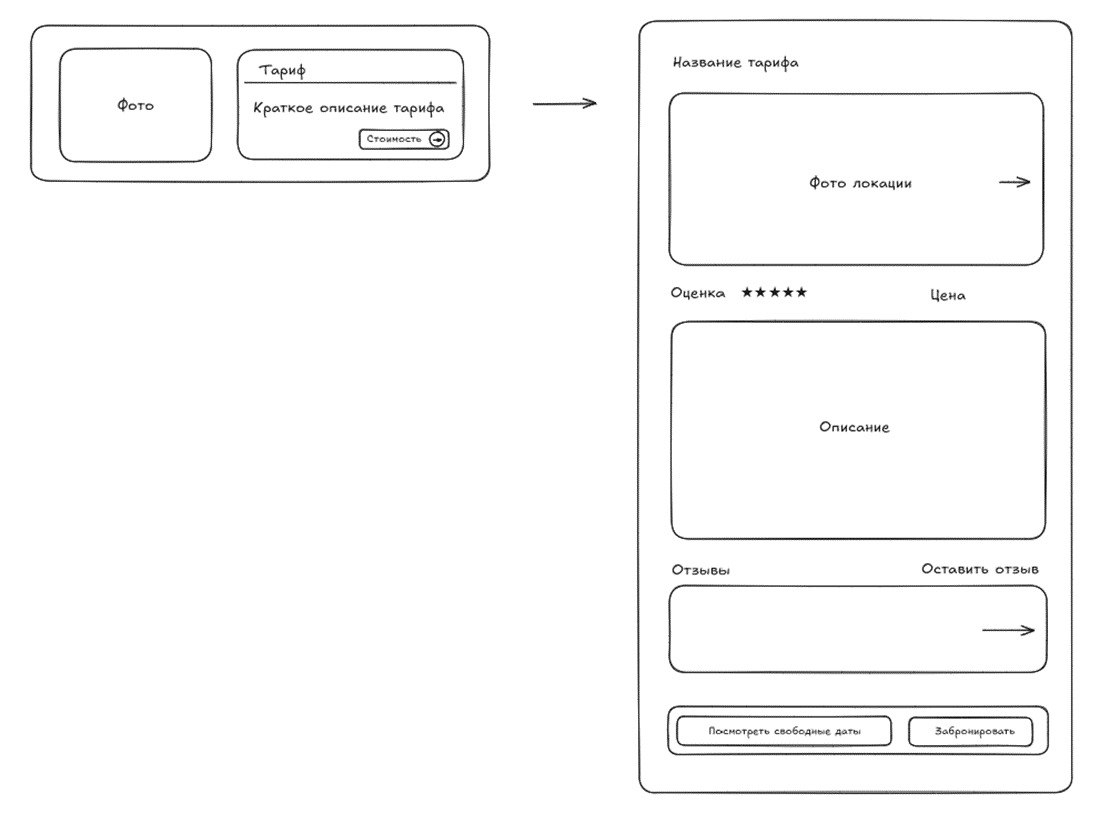 Фото
Тариф
Краткое описание тарифа
Стоимость
Название тарифа
Фото локации
Оценка ★★★★★
Цена
Описание
Отзывы
Оставить отзыв
Посмотреть свободные даты
Забронировать